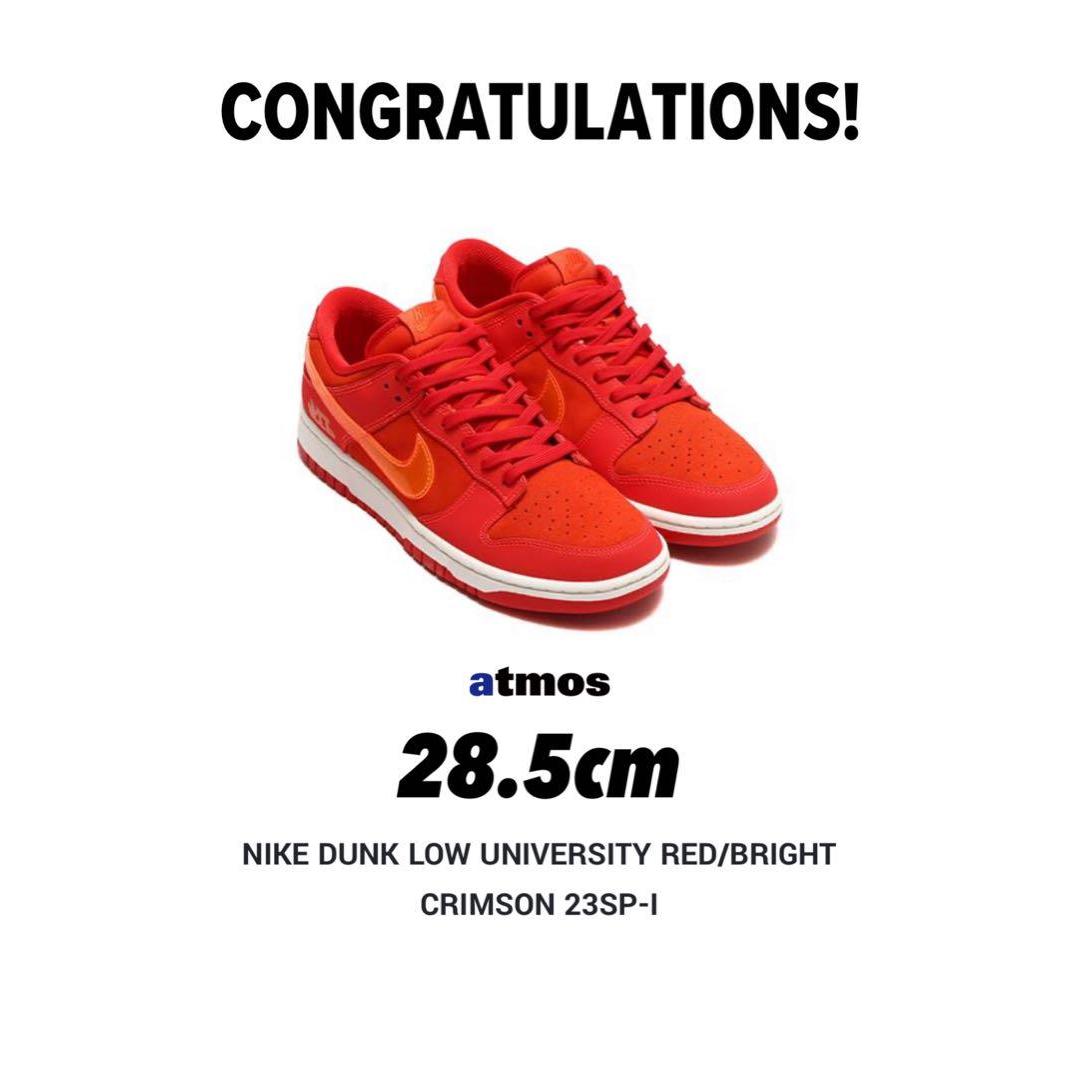 CONGRATULATIONS!
atmos
28.5cm
NIKE DUNK LOW UNIVERSITY RED/BRIGHT
CRIMSON 23SP-I